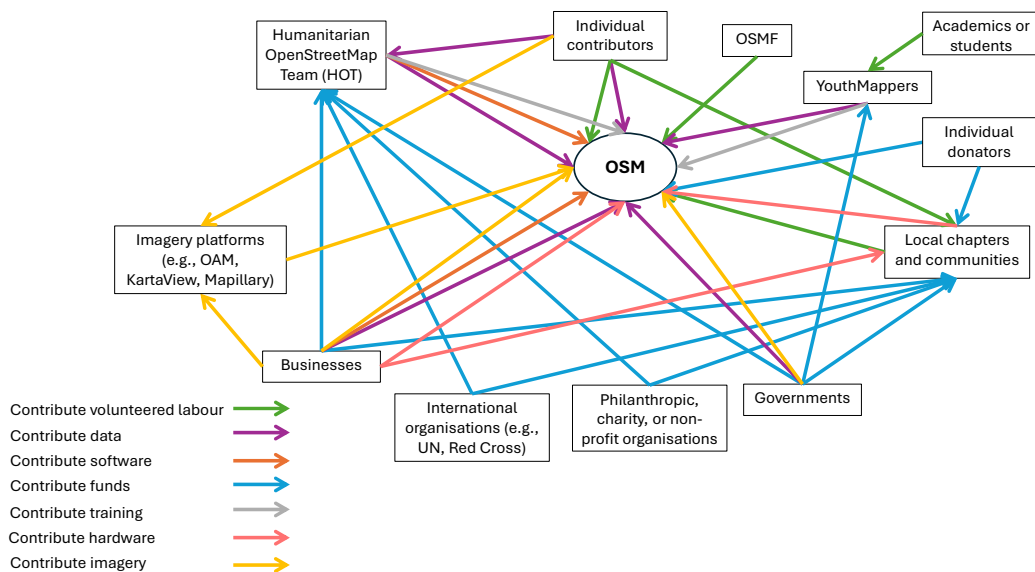 Humanitarian
OpenStreetMap
Team (HOT)
Individual
contributors
OSMF
Academics or
students
YouthMappers
Individual
donators
OSM
Imagery platforms
(e.g., OAM,
KartaView, Mapillary)
Local chapters
and communities
Businesses
International
organisations (e.g.,
UN, Red Cross)
Philanthropic,
charity, or non-
profit organisations
Governments
Contribute volunteered labour
Contribute data
Contribute software
Contribute funds
Contribute training
Contribute hardware
Contribute imagery